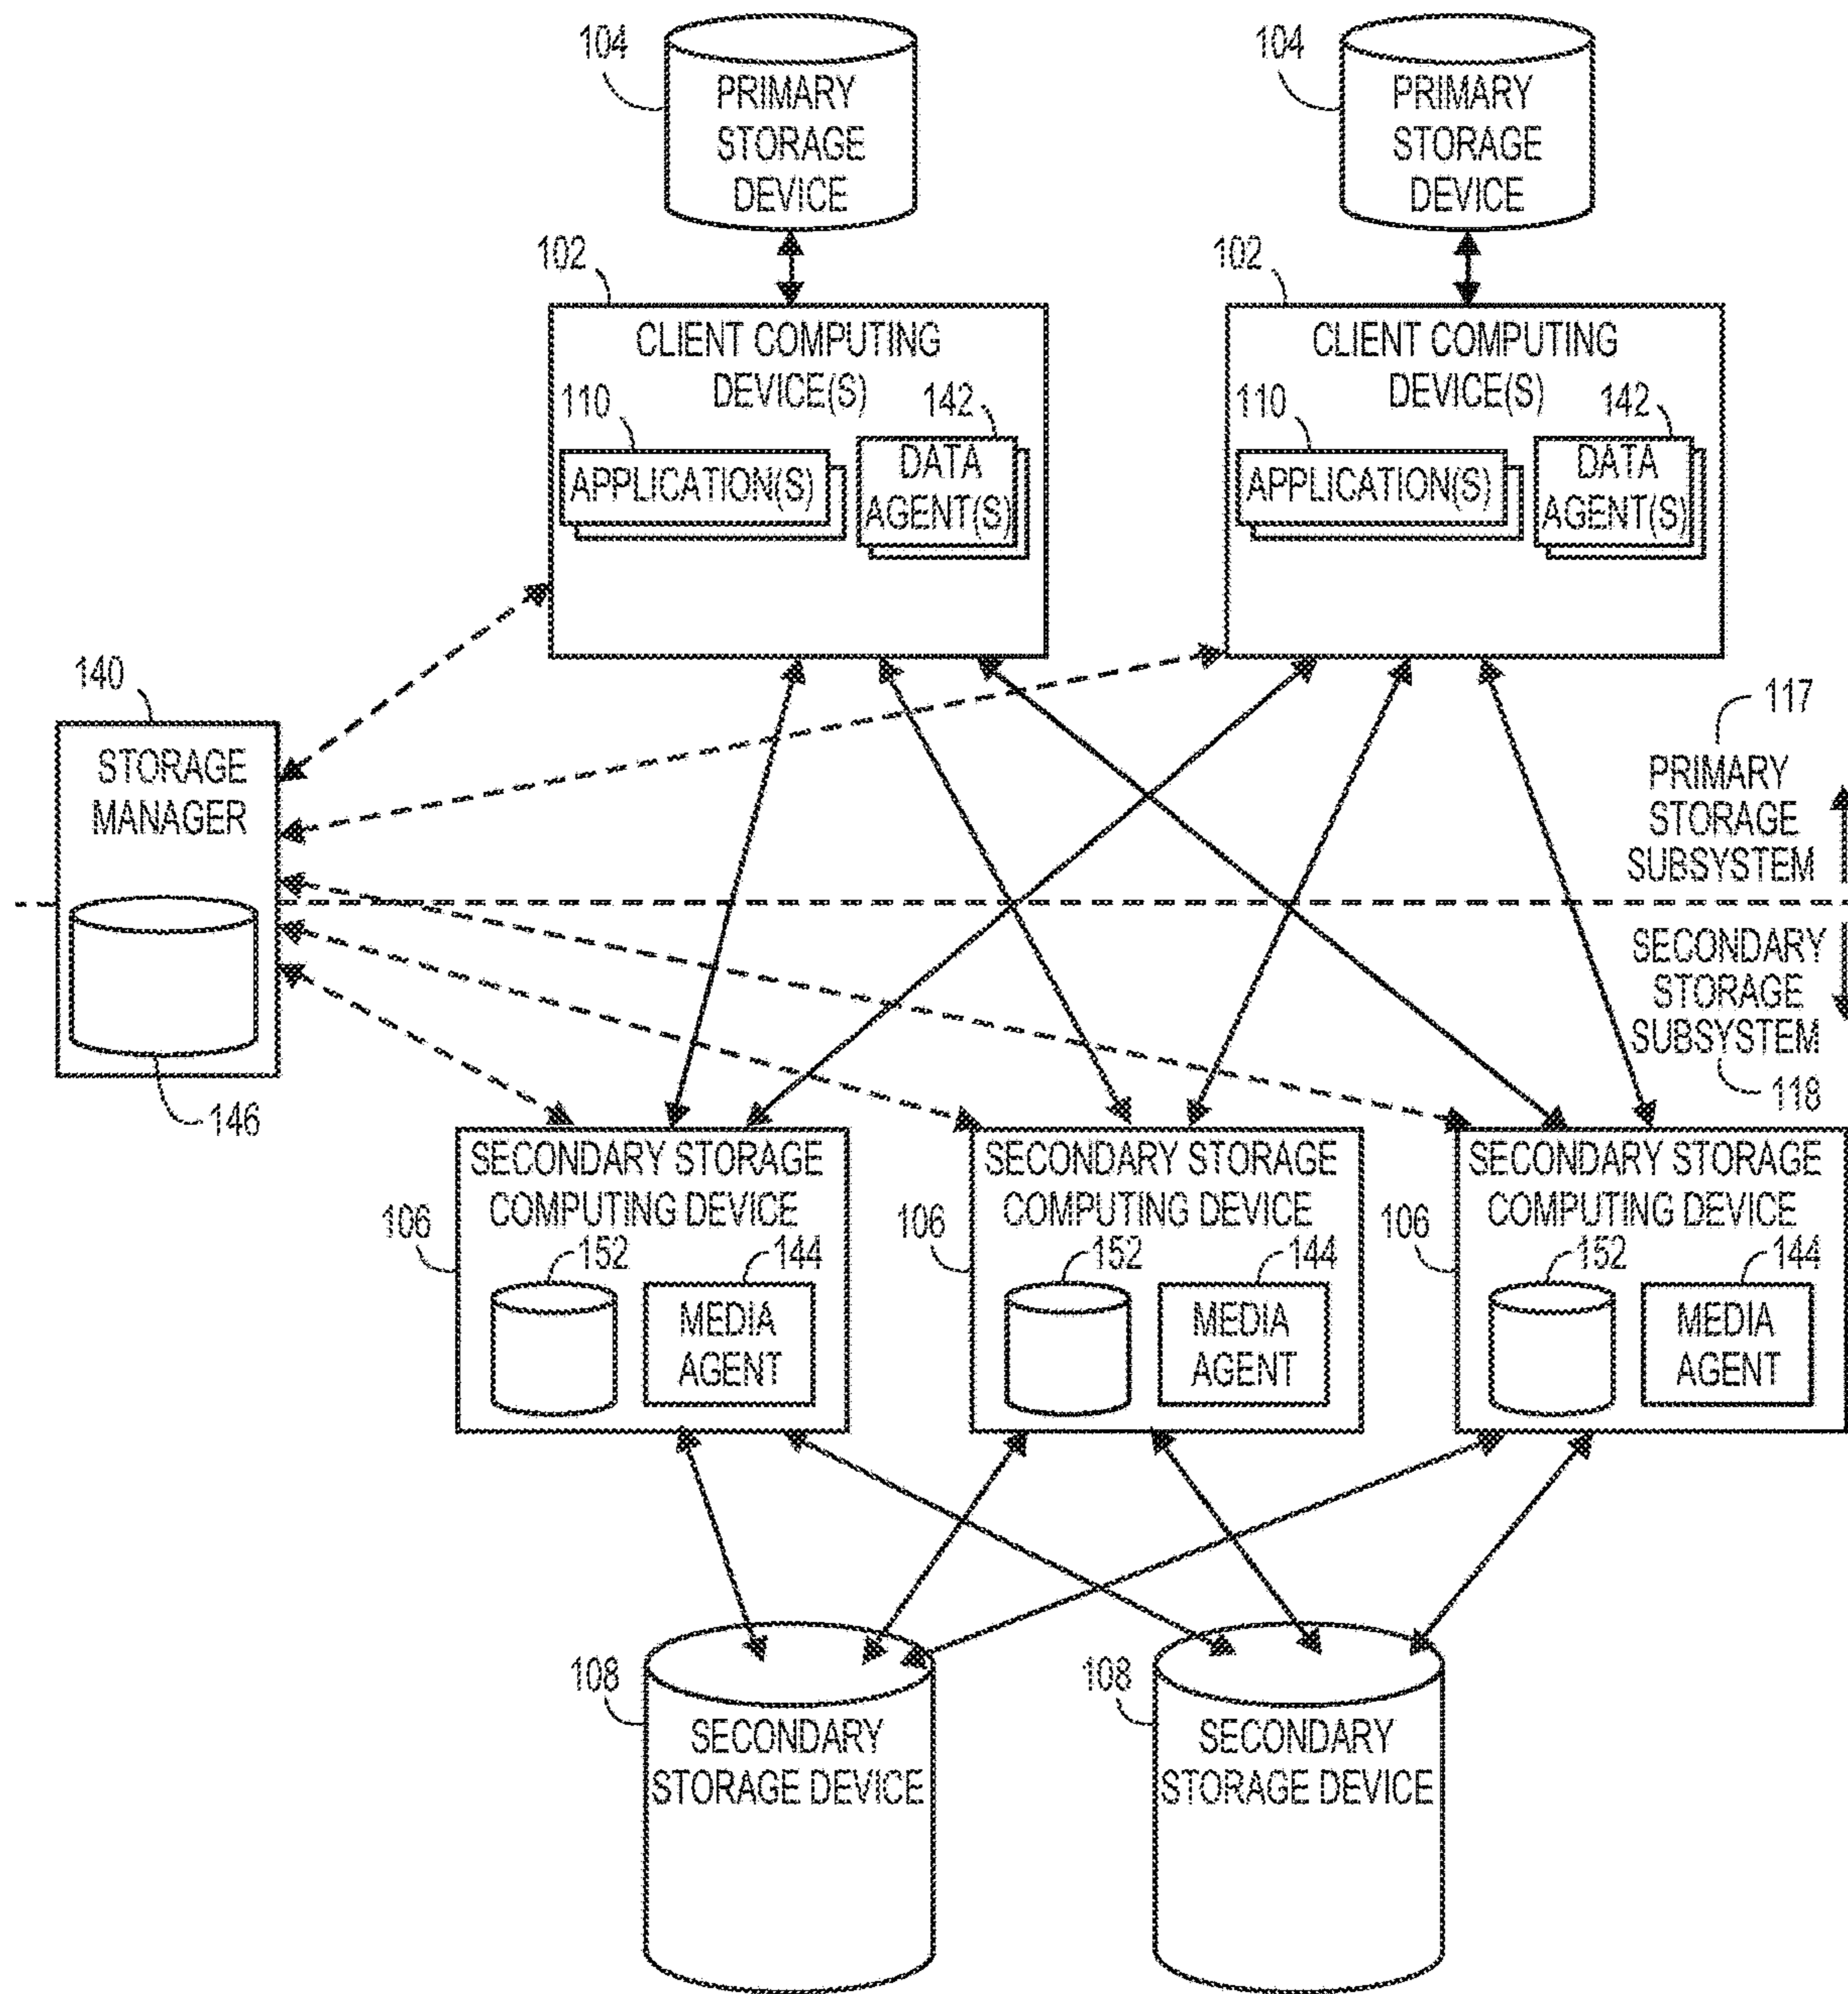 104
PRIMARY
STORAGE
DEVICE
104
PRIMARY
STORAGE
DEVICE
102
CLIENT COMPUTING
DEVICE(S)
110
142
APPLICATION(S)
DATA
AGENT(S)
102
CLIENT COMPUTING
DEVICE(S)
110
142
APPLICATION(S)
DATA
AGENT(S)
140
STORAGE
MANAGER
146
117
PRIMARY
STORAGE
SUBSYSTEM
SECONDARY
STORAGE
SUBSYSTEM
118
SECONDARY STORAGE
COMPUTING DEVICE
106
152
144
MEDIA
AGENT
SECONDARY STORAGE
COMPUTING DEVICE
106
152
144
MEDIA
AGENT
SECONDARY STORAGE
COMPUTING DEVICE
106
152
144
MEDIA
AGENT
108
SECONDARY
STORAGE DEVICE
108
SECONDARY
STORAGE DEVICE